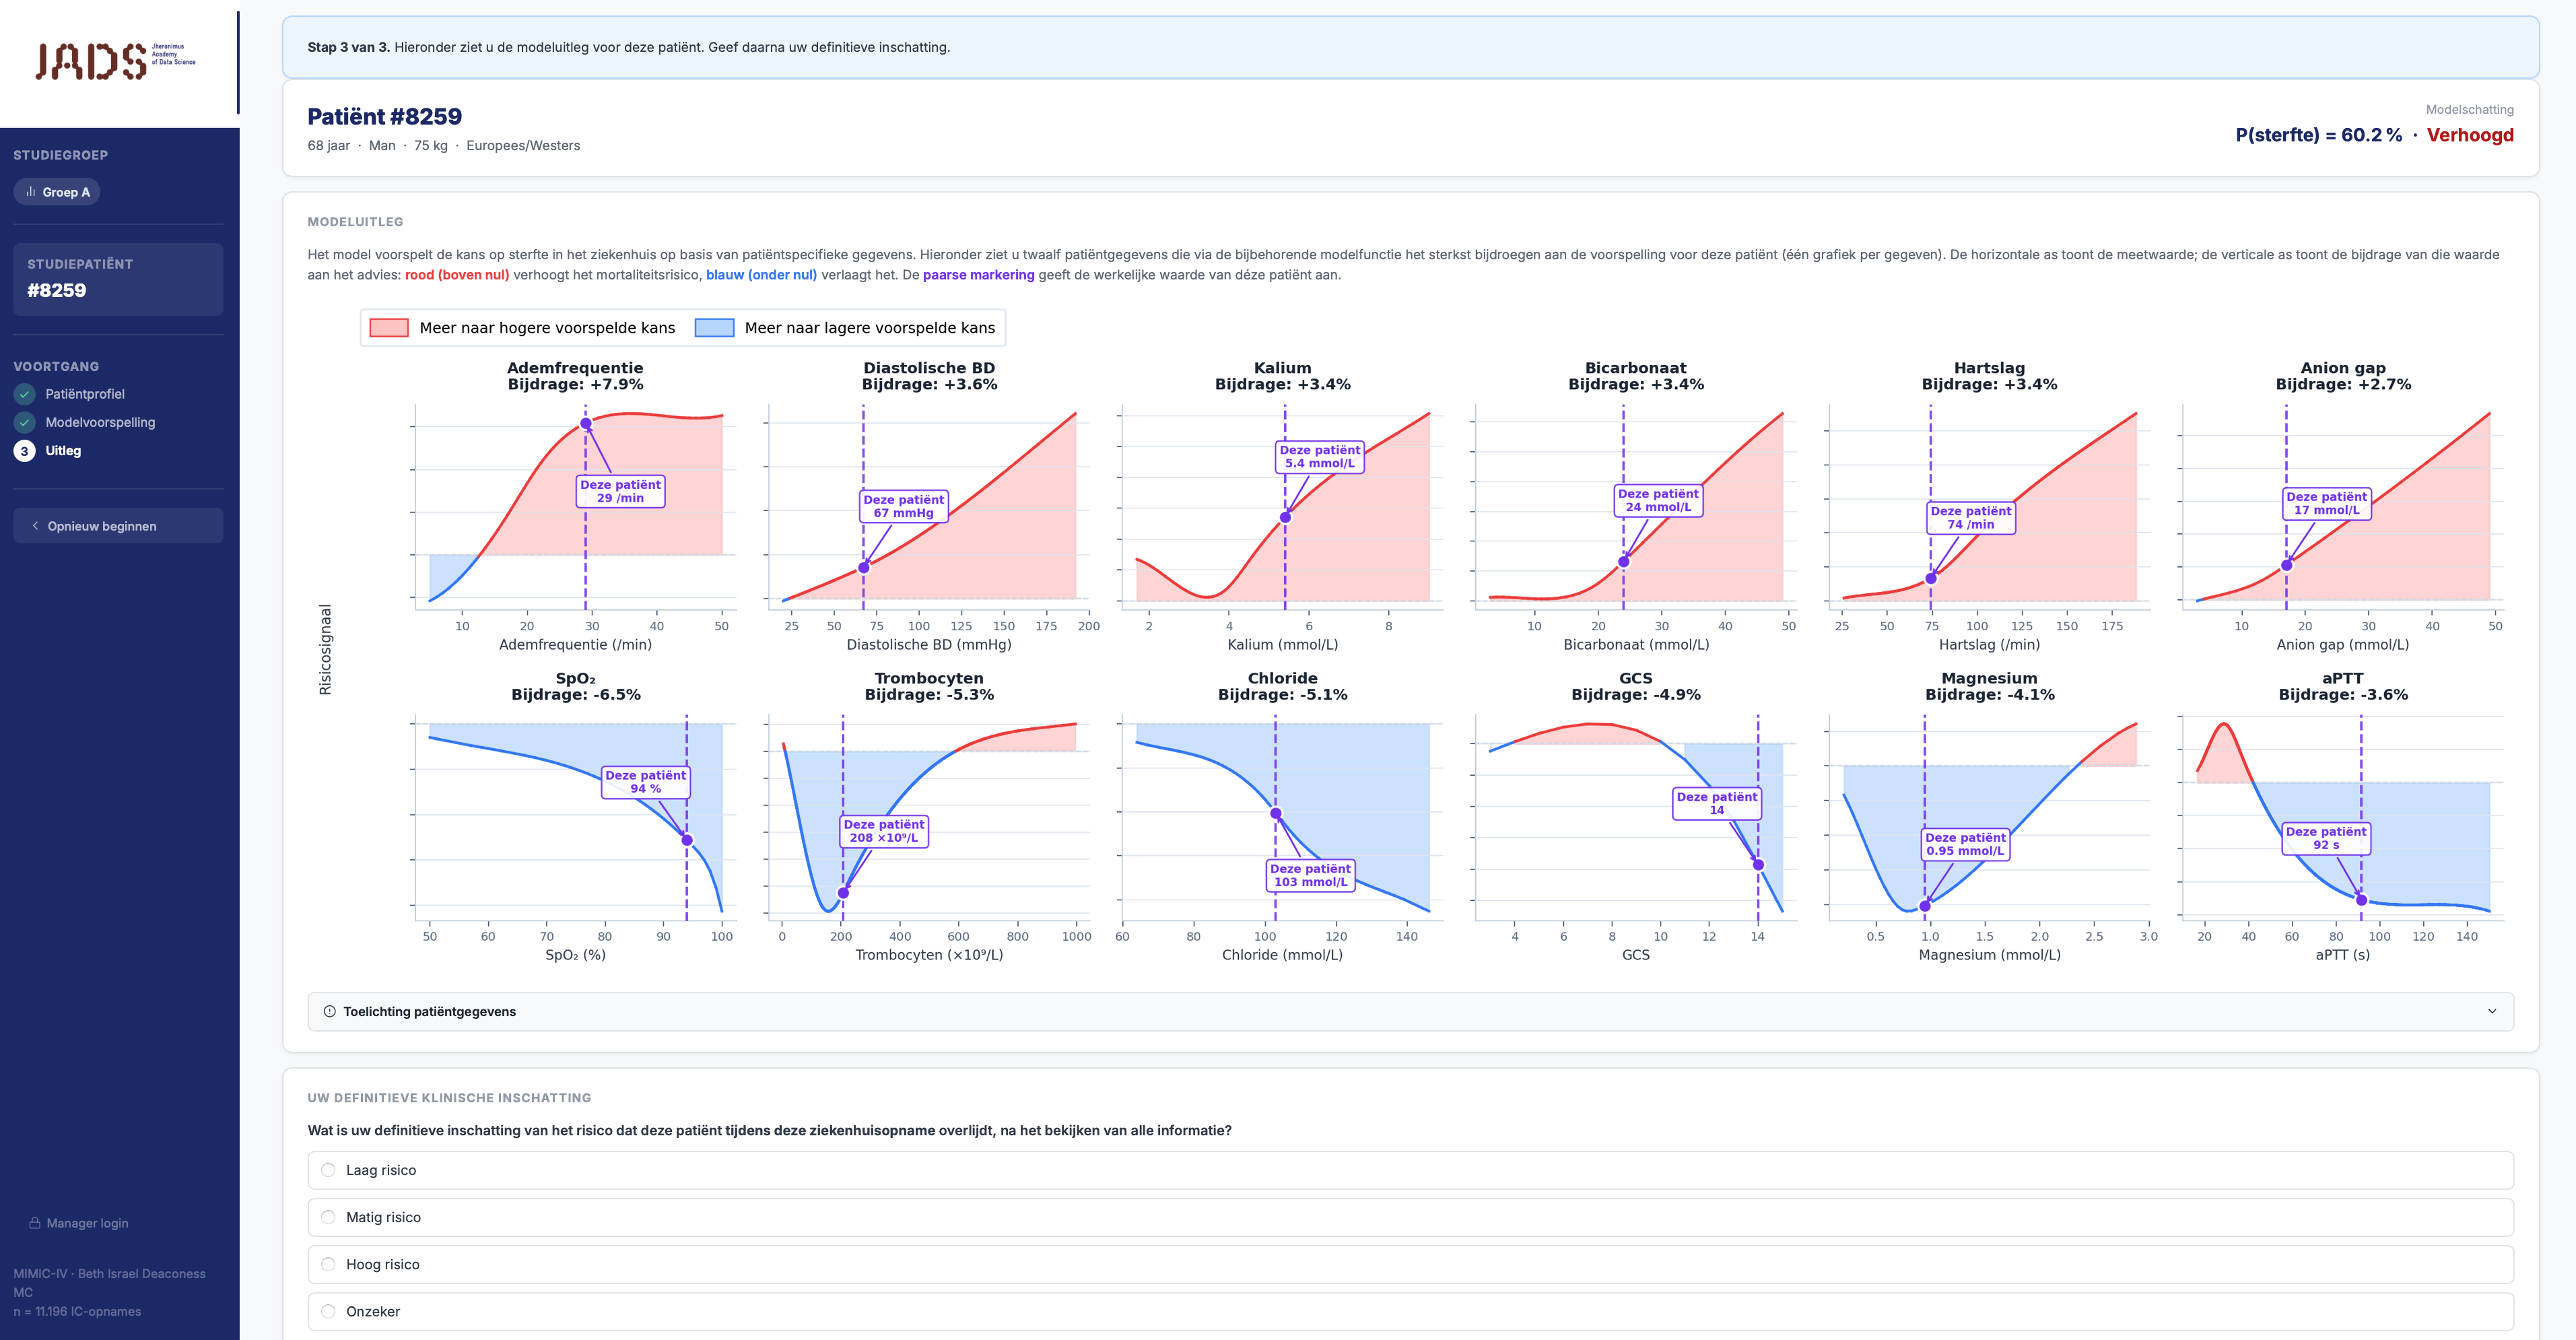 JADS
Jheronimus
Academy
of Data Science
STUDIEGROEP
Groep A
STUDIEPATIËNT
#8259
VOORTGANG
Patiëntprofiel
Modelvoorspelling
3 Uitleg
Opnieuw beginnen
Manager login
MIMIC-IV · Beth Israel Deaconess
MC
n = 11.196 IC-opnames
Stap 3 van 3. Hieronder ziet u de modeluitleg voor deze patiënt. Geef daarna uw definitieve inschatting.
Patiënt #8259
68 jaar · Man · 75 kg · Europees/Westers
Modelschatting
P(sterfte) = 60.2 % · Verhoogd
MODELUITLEG
Het model voorspelt de kans op sterfte in het ziekenhuis op basis van patiëntspecifieke gegevens. Hieronder ziet u twaalf patiëntgegevens die via de bijbehorende modelfunctie het sterkst bijdroegen aan de voorspelling voor deze patiënt (één grafiek per gegeven). De horizontale as toont de meetwaarde; de verticale as toont de bijdrage van die waarde
aan het advies: rood (boven nul) verhoogt het mortaliteitsrisico, blauw (onder nul) verlaagt het. De paarse markering geeft de werkelijke waarde van déze patiënt aan.
Meer naar hogere voorspelde kans
Meer naar lagere voorspelde kans
Risicosignaal
Ademfrequentie
Bijdrage: +7.9%
Deze patiënt
29 /min
10 20 30 40 50
Ademfrequentie (/min)
Diastolische BD
Bijdrage: +3.6%
Deze patiënt
67 mmHg
25 50 75 100 125 150 175 200
Diastolische BD (mmHg)
Kalium
Bijdrage: +3.4%
Deze patiënt
5.4 mmol/L
2 4 6 8
Kalium (mmol/L)
Bicarbonaat
Bijdrage: +3.4%
Deze patiënt
24 mmol/L
10 20 30 40 50
Bicarbonaat (mmol/L)
Hartslag
Bijdrage: +3.4%
Deze patiënt
74 /min
25 50 75 100 125 150 175
Hartslag (/min)
Anion gap
Bijdrage: +2.7%
Deze patiënt
17 mmol/L
10 20 30 40 50
Anion gap (mmol/L)
SpO₂
Bijdrage: -6.5%
Deze patiënt
94 %
50 60 70 80 90 100
SpO₂ (%)
Trombocyten
Bijdrage: -5.3%
Deze patiënt
208 ×10⁹/L
0 200 400 600 800 1000
Trombocyten (×10⁹/L)
Chloride
Bijdrage: -5.1%
Deze patiënt
103 mmol/L
60 80 100 120 140
Chloride (mmol/L)
GCS
Bijdrage: -4.9%
Deze patiënt
14
4 6 8 10 12 14
GCS
Magnesium
Bijdrage: -4.1%
Deze patiënt
0.95 mmol/L
0.5 1.0 1.5 2.0 2.5 3.0
Magnesium (mmol/L)
aPTT
Bijdrage: -3.6%
Deze patiënt
92 s
20 40 60 80 100 120 140
aPTT (s)
Toelichting patiëntgegevens
UW DEFINITIEVE KLINISCHE INSCHATTING
Wat is uw definitieve inschatting van het risico dat deze patiënt tijdens deze ziekenhuisopname overlijdt, na het bekijken van alle informatie?
Laag risico
Matig risico
Hoog risico
Onzeker